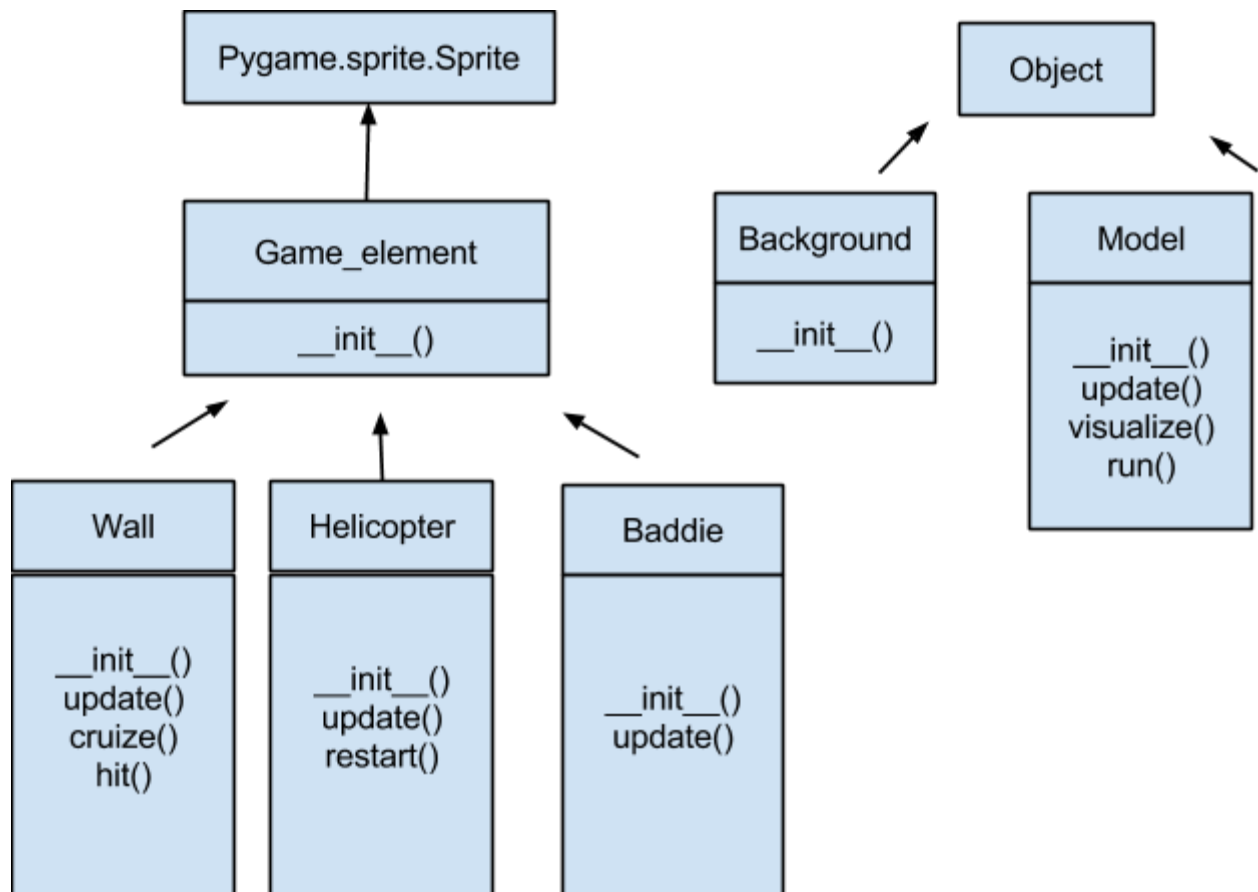 Pygame.sprite.Sprite
Object
Game_element
__init__()
Background
__init__()
Model
__init__()
update()
visualize()
run()
Wall
__init__()
update()
cruize()
hit()
Helicopter
__init__()
update()
restart()
Baddie
__init__()
update()